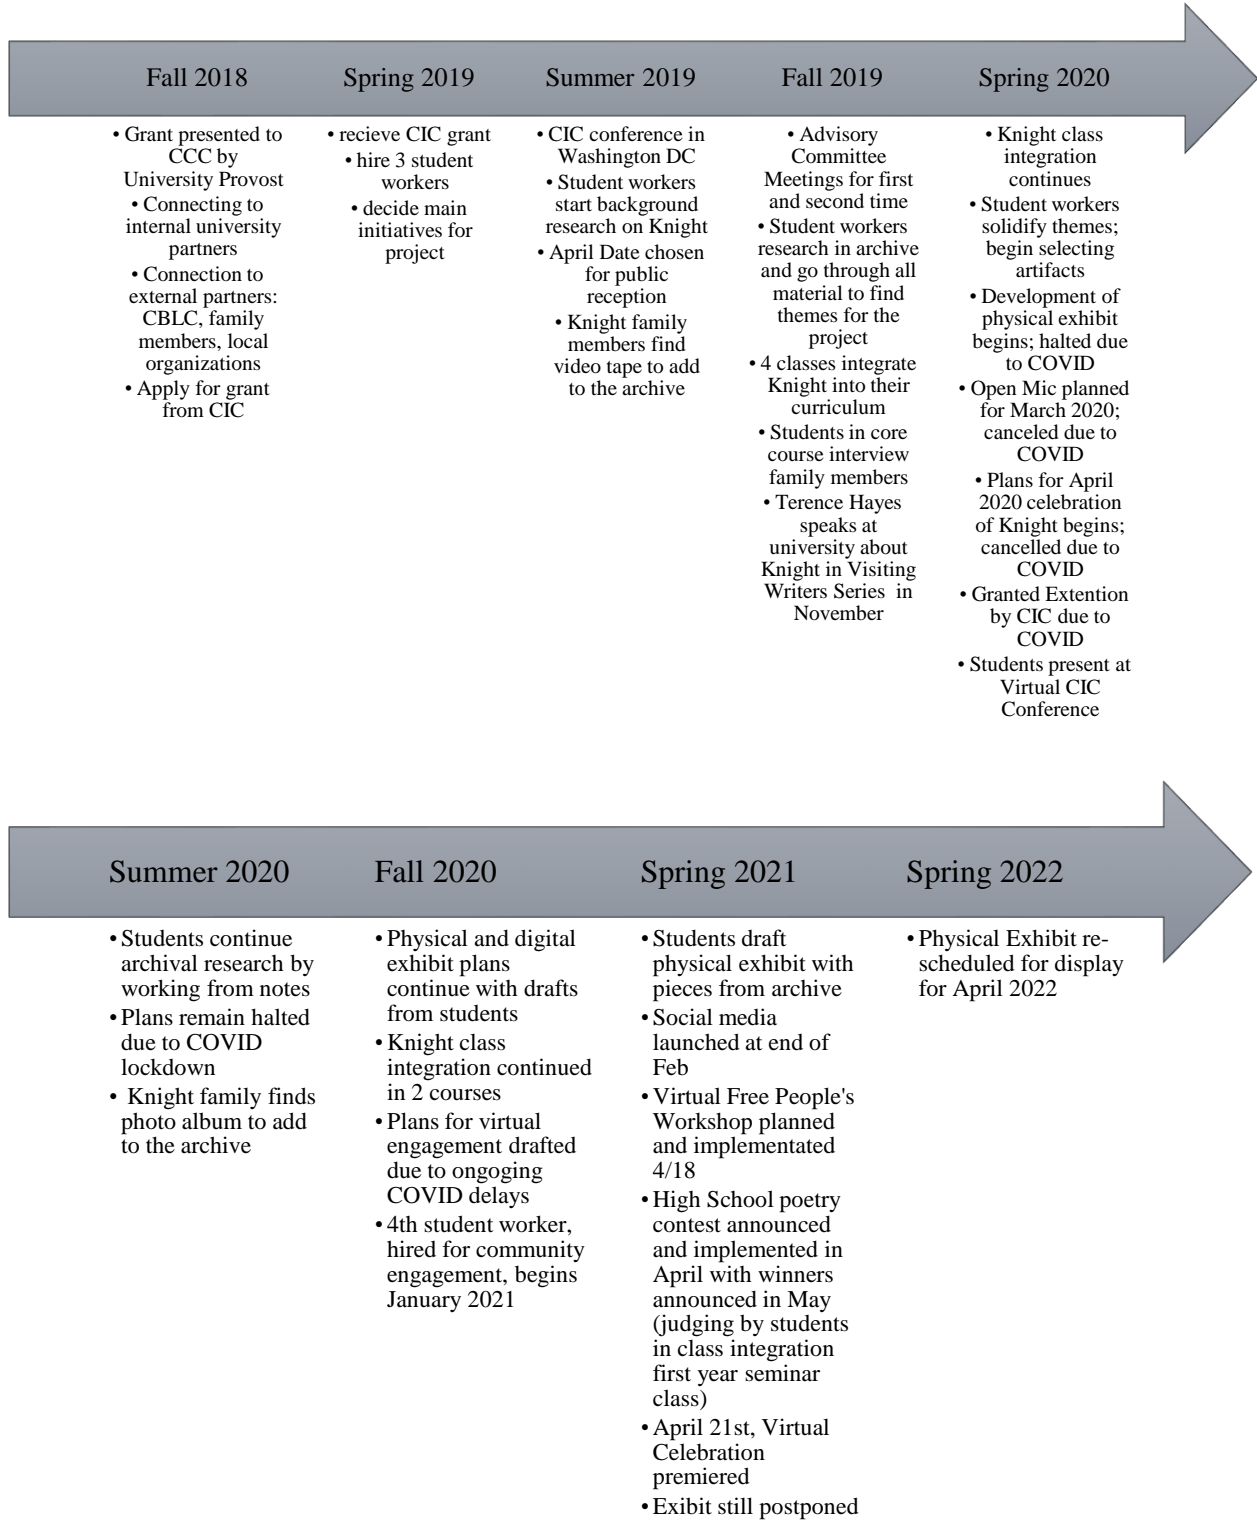 Fall 2018
• Grant presented to
CCC by
University Provost
• Connecting to
internal university
partners
• Connection to
external partners:
CBLC, family
members, local
organizations
• Apply for grant
from CIC
Spring 2019
• recieve CIC grant
• hire 3 student
workers
• decide main
initiatives for
project
Summer 2019
• CIC conference in
Washington DC
• Student workers
start background
research on Knight
• April Date chosen
for public
reception
• Knight family
members find
video tape to add
to the archive
Fall 2019
• Advisory
Committee
Meetings for first
and second time
• Student workers
research in archive
and go through all
material to find
themes for the
project
• 4 classes integrate
Knight into their
curriculum
• Students in core
course interview
family members
• Terence Hayes
speaks at
university about
Knight in Visiting
Writers Series in
November
Spring 2020
• Knight class
integration
continues
• Student workers
solidify themes;
begin selecting
artifacts
• Development of
physical exhibit
begins; halted due
to COVID
• Open Mic planned
for March 2020;
canceled due to
COVID
• Plans for April
2020 celebration
of Knight begins;
cancelled due to
COVID
• Granted Extention
by CIC due to
COVID
• Students present at
Virtual CIC
Conference
Summer 2020
• Students continue
archival research by
working from notes
• Plans remain halted
due to COVID
lockdown
• Knight family finds
photo album to add
to the archive
Fall 2020
• Physical and digital
exhibit plans
continue with drafts
from students
• Knight class
integration continued
in 2 courses
• Plans for virtual
engagement drafted
due to ongoging
COVID delays
• 4th student worker,
hired for community
engagement, begins
January 2021
Spring 2021
• Students draft
physical exhibit with
pieces from archive
• Social media
launched at end of
Feb
• Virtual Free People's
Workshop planned
and implementated
4/18
• High School poetry
contest announced
and implemented in
April with winners
announced in May
(judging by students
in class integration
first year seminar
class)
• April 21st, Virtual
Celebration
premiered
• Exibit still postponed
Spring 2022
• Physical Exhibit re-
scheduled for display
for April 2022